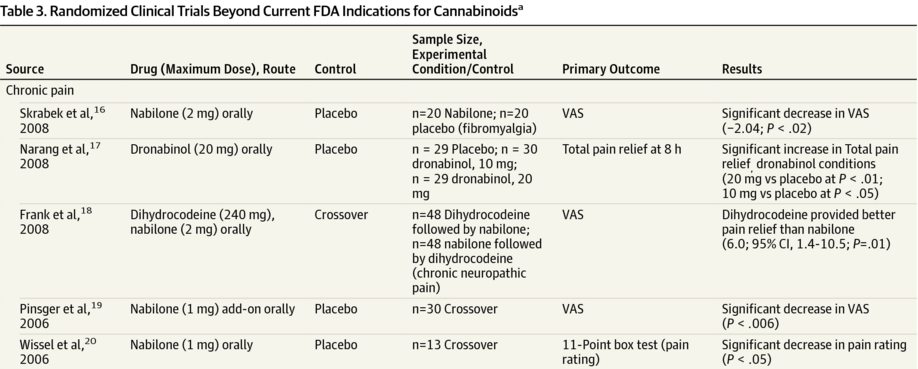 Table 3. Randomized Clinical Trials Beyond Current FDA Indications for Cannabinoidsa
Source
Drug (Maximum Dose), Route
Control
Sample Size,
Experimental
Condition/Control
Primary Outcome
Results
Chronic pain
Skrabek et al,16
2008
Nabilone (2 mg) orally
Placebo
n=20 Nabilone; n=20
placebo (fibromyalgia)
VAS
Significant decrease in VAS
(−2.04; P < .02)
Narang et al,17
2008
Dronabinol (20 mg) orally
Placebo
n = 29 Placebo; n = 30
dronabinol, 10 mg;
n = 29 dronabinol, 20
mg
Total pain relief at 8 h
Significant increase in Total pain
relief, dronabinol conditions
(20 mg vs placebo at P < .01;
10 mg vs placebo at P < .05)
Frank et al,18
2008
Dihydrocodeine (240 mg),
nabilone (2 mg) orally
Crossover
n=48 Dihydrocodeine
followed by nabilone;
n=48 nabilone followed
by dihydrocodeine
(chronic neuropathic
pain)
VAS
Dihydrocodeine provided better
pain relief than nabilone
(6.0; 95% CI, 1.4-10.5; P=.01)
Pinsger et al,19
2006
Nabilone (1 mg) add-on orally
Placebo
n=30 Crossover
VAS
Significant decrease in VAS
(P < .006)
Wissel et al,20
2006
Nabilone (1 mg) orally
Placebo
n=13 Crossover
11-Point box test (pain
rating)
Significant decrease in pain rating
(P < .05)